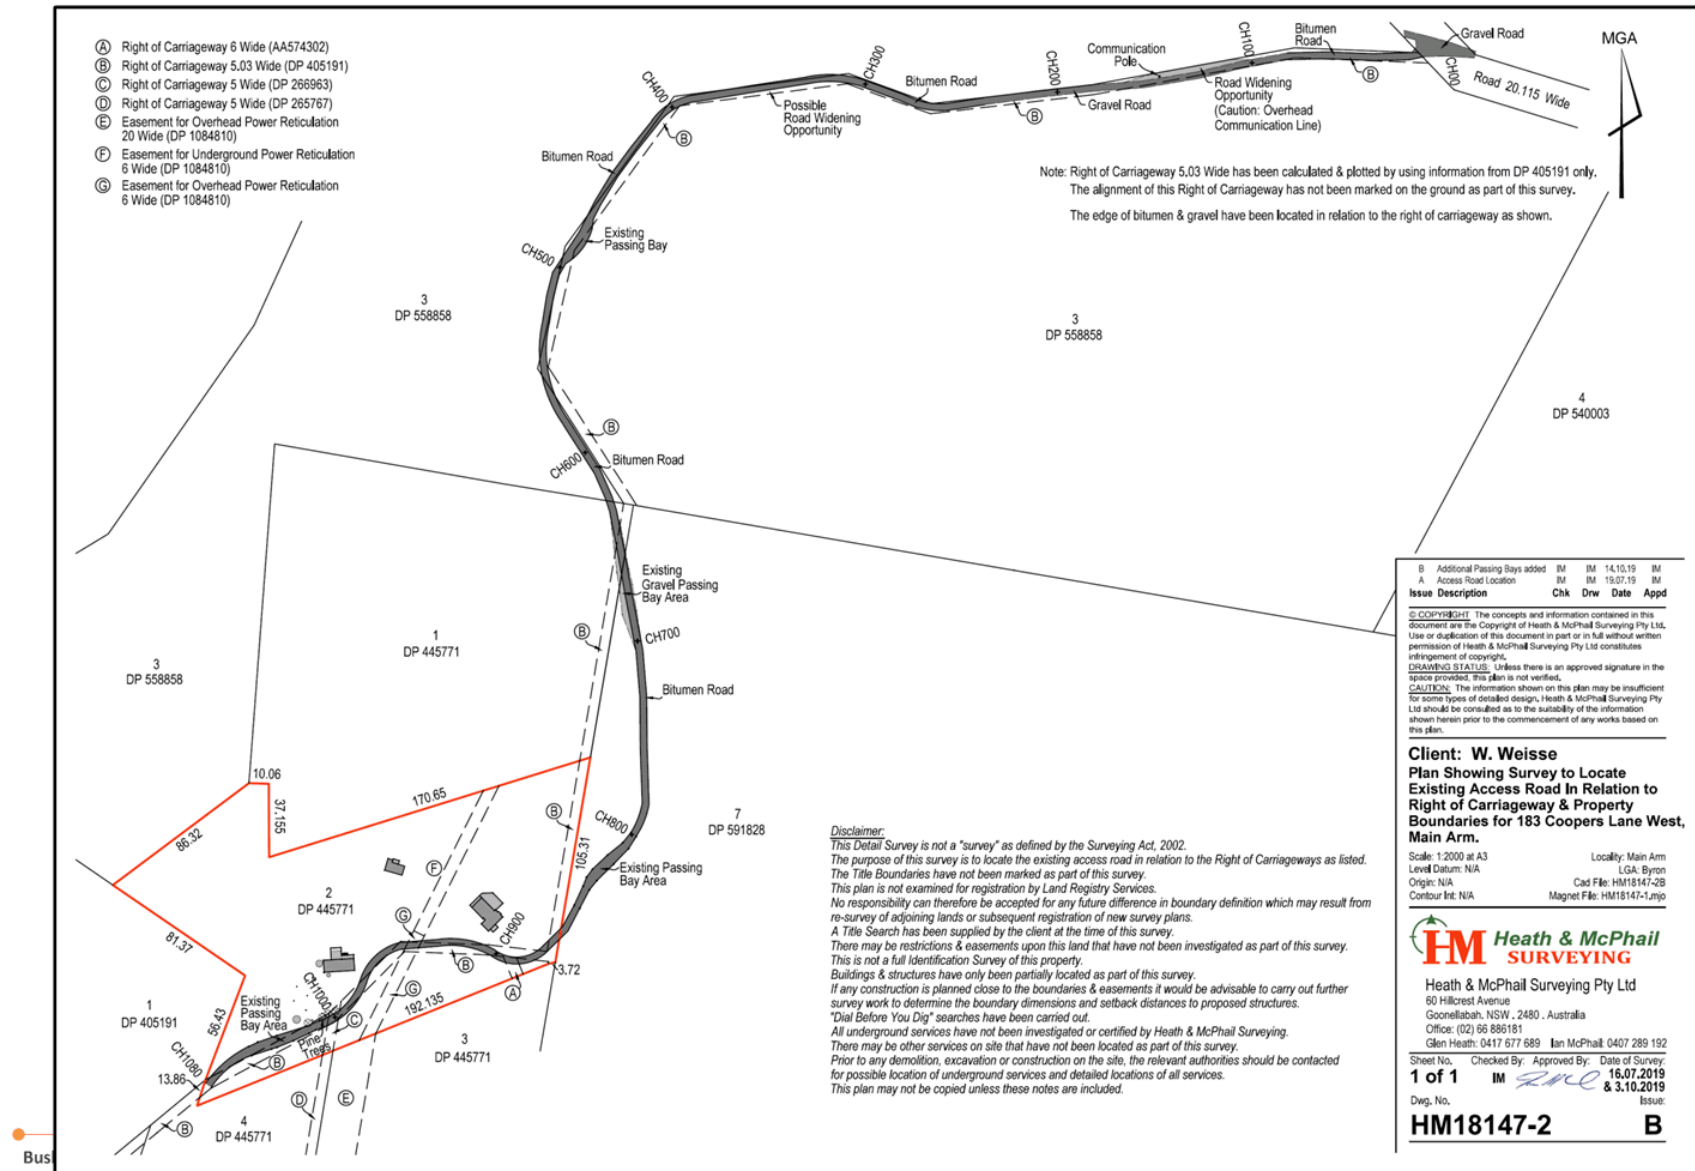 Ⓐ Right of Carriageway 6 Wide (AA574302)
Ⓑ Right of Carriageway 5.03 Wide (DP 405191)
Ⓒ Right of Carriageway 5 Wide (DP 266963)
Ⓓ Right of Carriageway 5 Wide (DP 265767)
Ⓔ Easement for Overhead Power Reticulation
20 Wide (DP 1084810)
Ⓕ Easement for Underground Power Reticulation
6 Wide (DP 1084810)
Ⓖ Easement for Overhead Power Reticulation
6 Wide (DP 1084810)
CH400
CH300
Bitumen Road
CH200
Communication
Pole
CH100
Bitumen
Road
Gravel Road
CH00
Road 20.115 Wide
MGA
Possible
Road Widening
Opportunity
Ⓑ
Gravel Road
Road Widening
Opportunity
(Caution: Overhead
Communication Line)
Ⓑ
Ⓑ
Bitumen Road
Note: Right of Carriageway 5.03 Wide has been calculated & plotted by using information from DP 405191 only.
The alignment of this Right of Carriageway has not been marked on the ground as part of this survey.
The edge of bitumen & gravel have been located in relation to the right of carriageway as shown.
Existing
Passing Bay
CH500
3
DP 558858
3
DP 558858
4
DP 540003
Ⓑ
CH600
Bitumen Road
Existing
Gravel Passing
Bay Area
Ⓑ
CH700
1
DP 445771
3
DP 558858
Bitumen Road
10.06
37.155
170.65
86.32
Ⓑ
105.31
CH800
7
DP 591828
Existing Passing
Bay Area
Ⓕ
2
DP 445771
Ⓖ
CH900
81.37
Ⓑ
3.72
Ⓐ
Ⓖ
192.135
CH1000
Ⓒ
Existing
Passing
Bay Area
Pine
Trees
56.43
1
DP 405191
3
DP 445771
CH1080
Ⓑ
13.86
Ⓓ
Ⓔ
Ⓑ
4
DP 445771
Disclaimer:
This Detail Survey is not a "survey" as defined by the Surveying Act, 2002.
The purpose of this survey is to locate the existing access road in relation to the Right of Carriageways as listed.
The Title Boundaries have not been marked as part of this survey.
This plan is not examined for registration by Land Registry Services.
No responsibility can therefore be accepted for any future difference in boundary definition which may result from
re-survey of adjoining lands or subsequent registration of new survey plans.
A Title Search has been supplied by the client at the time of this survey.
There may be restrictions & easements upon this land that have not been investigated as part of this survey.
This is not a full Identification Survey of this property.
Buildings & structures have only been partially located as part of this survey.
If any construction is planned close to the boundaries & easements it would be advisable to carry out further
survey work to determine the boundary dimensions and setback distances to proposed structures.
"Dial Before You Dig" searches have been carried out.
All underground services have not been investigated or certified by Heath & McPhail Surveying.
There may be other services on site that have not been located as part of this survey.
Prior to any demolition, excavation or construction on the site, the relevant authorities should be contacted
for possible location of underground services and detailed locations of all services.
This plan may not be copied unless these notes are included.
B Additional Passing Bays added IM IM 14.10.19 IM
A Access Road Location IM IM 19.07.19 IM
Issue Description Chk Drw Date Appd
© COPYRIGHT The concepts and information contained in this
document are the Copyright of Heath & McPhail Surveying Pty Ltd.
Use or duplication of this document in part or in full without written
permission of Heath & McPhail Surveying Pty Ltd constitutes
infringement of copyright.
DRAWING STATUS: Unless there is an approved signature in the
space provided, this plan is not verified.
CAUTION: The information shown on this plan may be insufficient
for some types of detailed design. Heath & McPhail Surveying Pty
Ltd should be consulted as to the suitability of the information
shown herein prior to the commencement of any works based on
this plan.
Client: W. Weisse
Plan Showing Survey to Locate
Existing Access Road In Relation to
Right of Carriageway & Property
Boundaries for 183 Coopers Lane West,
Main Arm.
Scale: 1:2000 at A3 Locality: Main Arm
Level Datum: N/A LGA: Byron
Origin: N/A Cad File: HM18147-2B
Contour Int: N/A Magnet File: HM18147-1.mjo
HM Heath & McPhail
SURVEYING
Heath & McPhail Surveying Pty Ltd
60 Hillcrest Avenue
Goonellabah. NSW . 2480 . Australia
Office: (02) 66 886181
Glen Heath: 0417 677 689 Ian McPhail: 0407 289 192
Sheet No. Checked By: Approved By: Date of Survey:
1 of 1 IM 16.07.2019
& 3.10.2019
Dwg. No. Issue:
HM18147-2 B
Bus